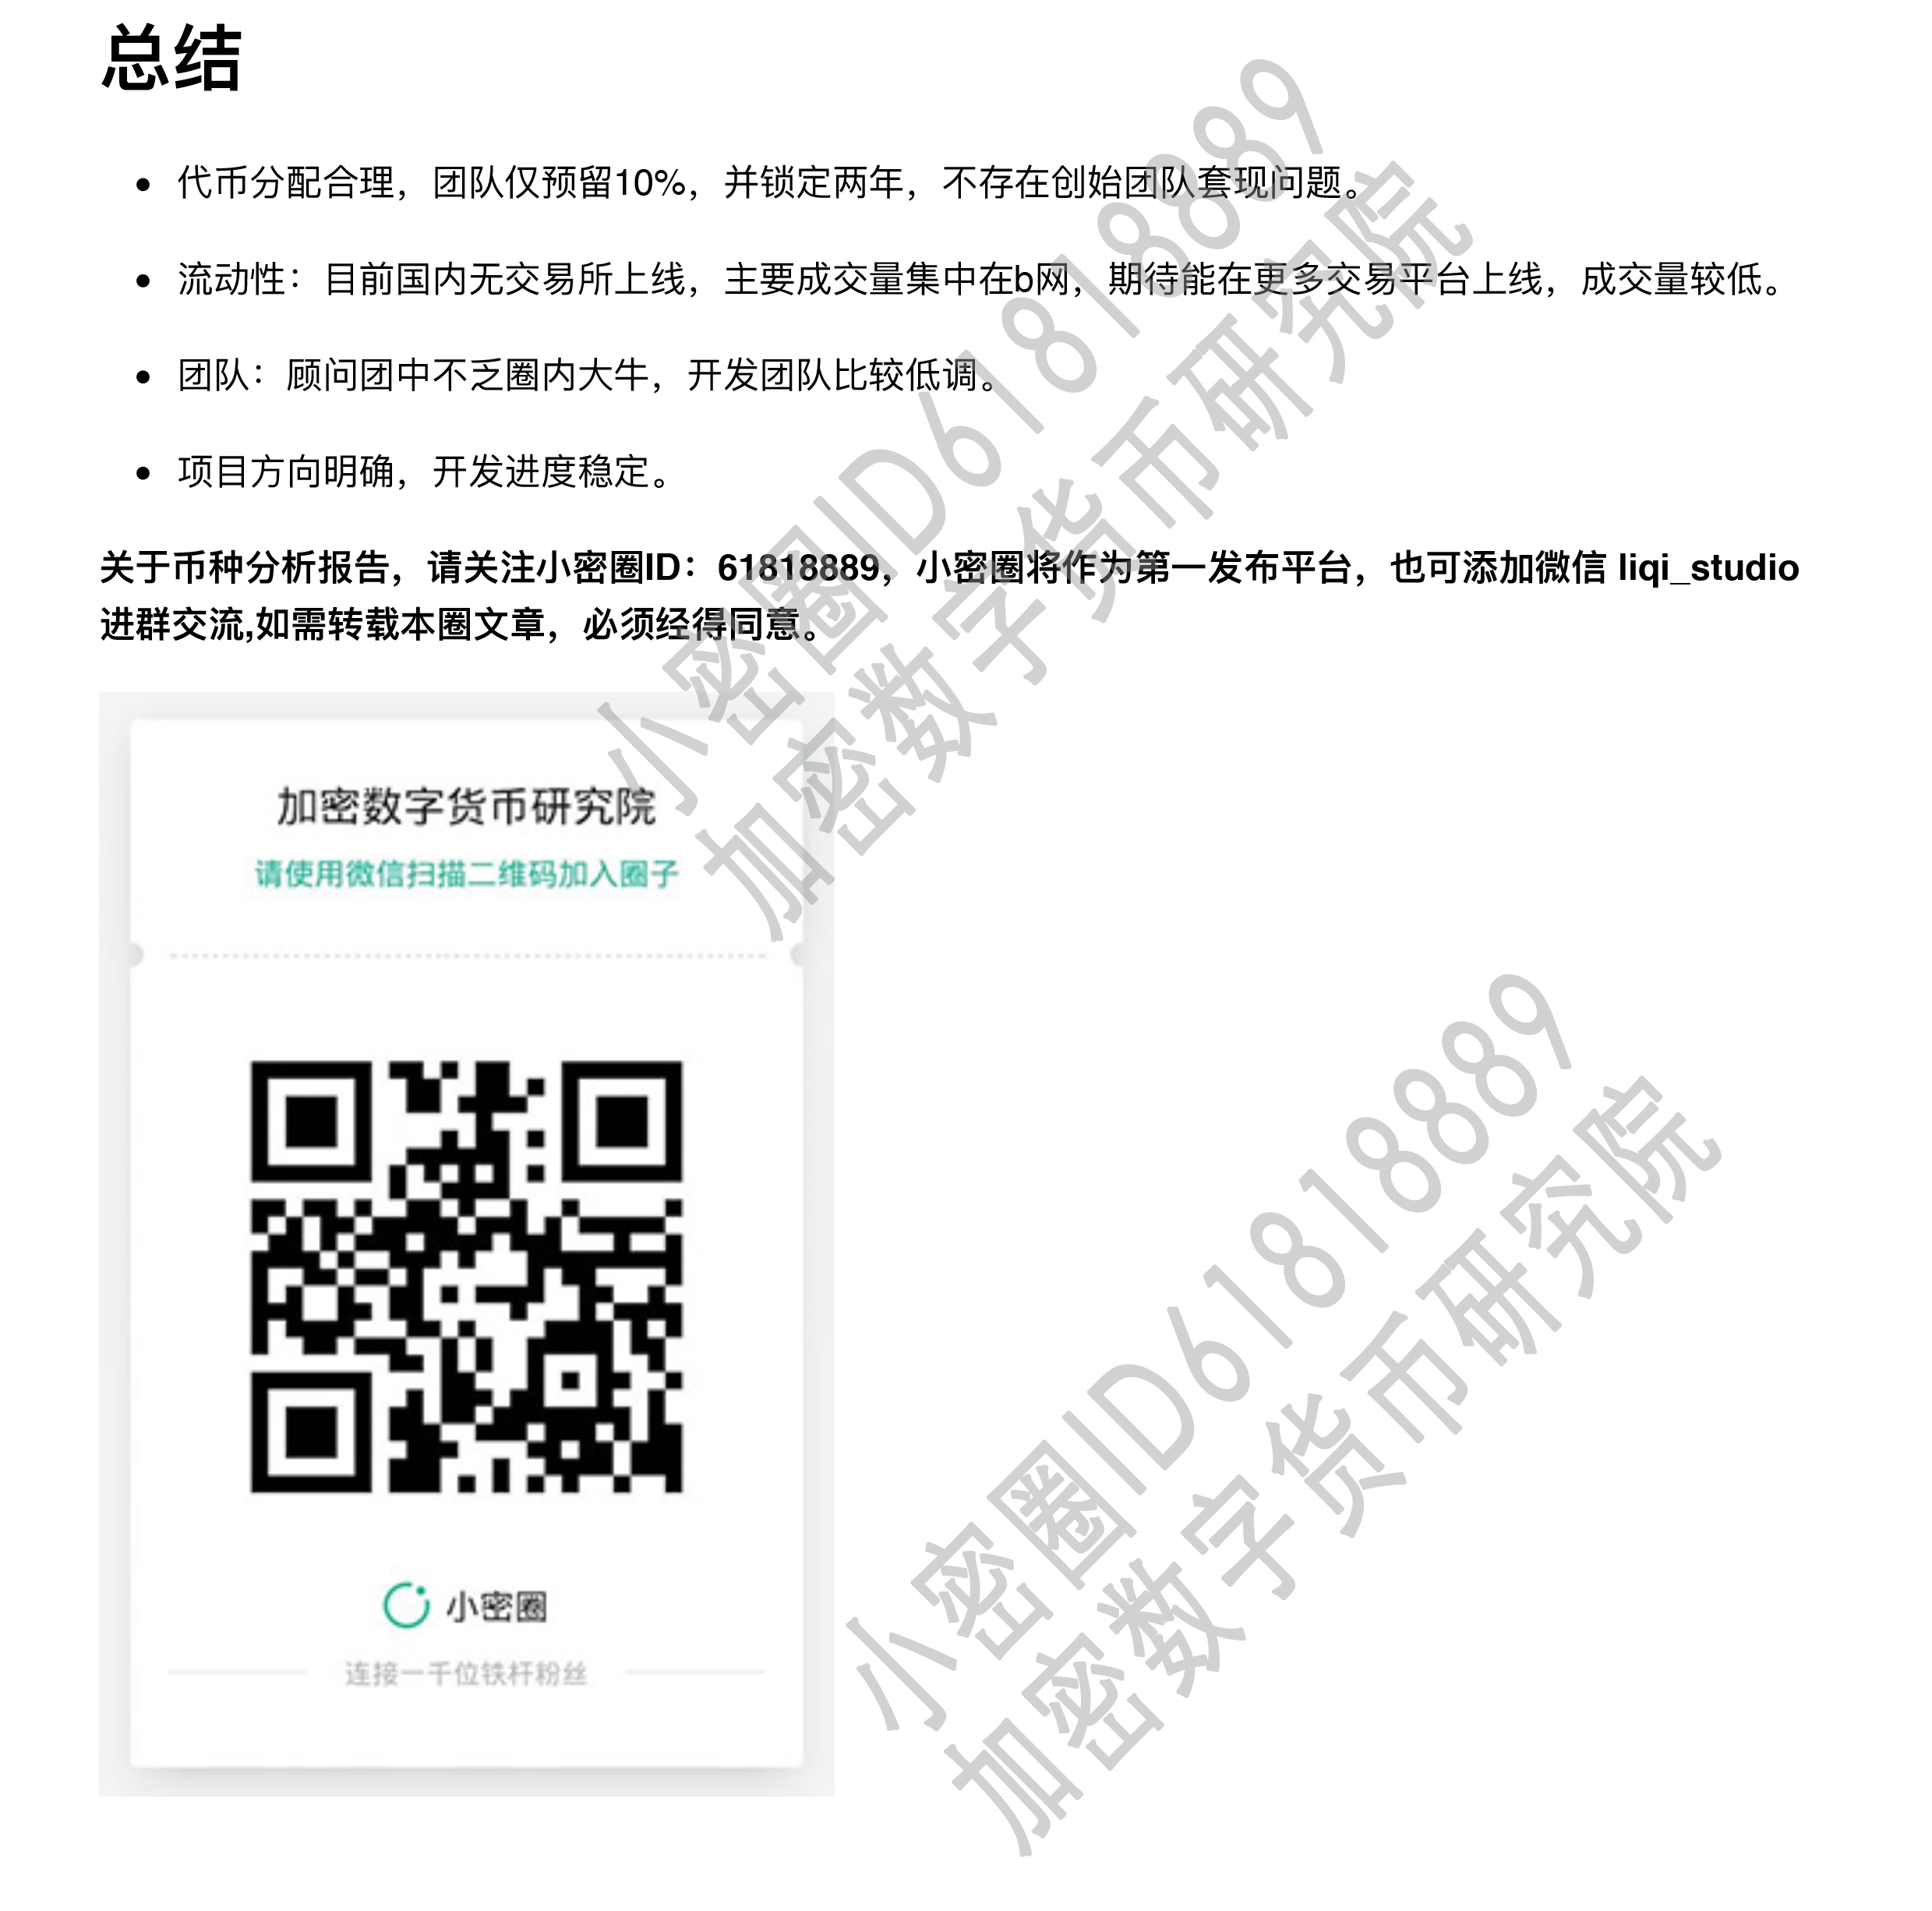 总结
代币分配合理，团队仅预留10%，并锁定两年，不存在创始团队套现问题。
流动性：目前国内无交易所上线，主要成交量集中在b网，期待能在更多交易平台上线，成交量较低。
团队：顾问团中不乏圈内大牛，开发团队比较低调。
项目方向明确，开发进度稳定。
关于币种分析报告，请关注小密圈ID：61818889，小密圈将作为第一发布平台，也可添加微信 liqi_studio
进群交流,如需转载本圈文章，必须经得同意。
加密数字货币研究院
请使用微信扫描二维码加入圈子
小密圈
连接一千位铁杆粉丝
小密圈ID61818889
加密数字货币研究院
小密圈ID61818889
加密数字货币研究院